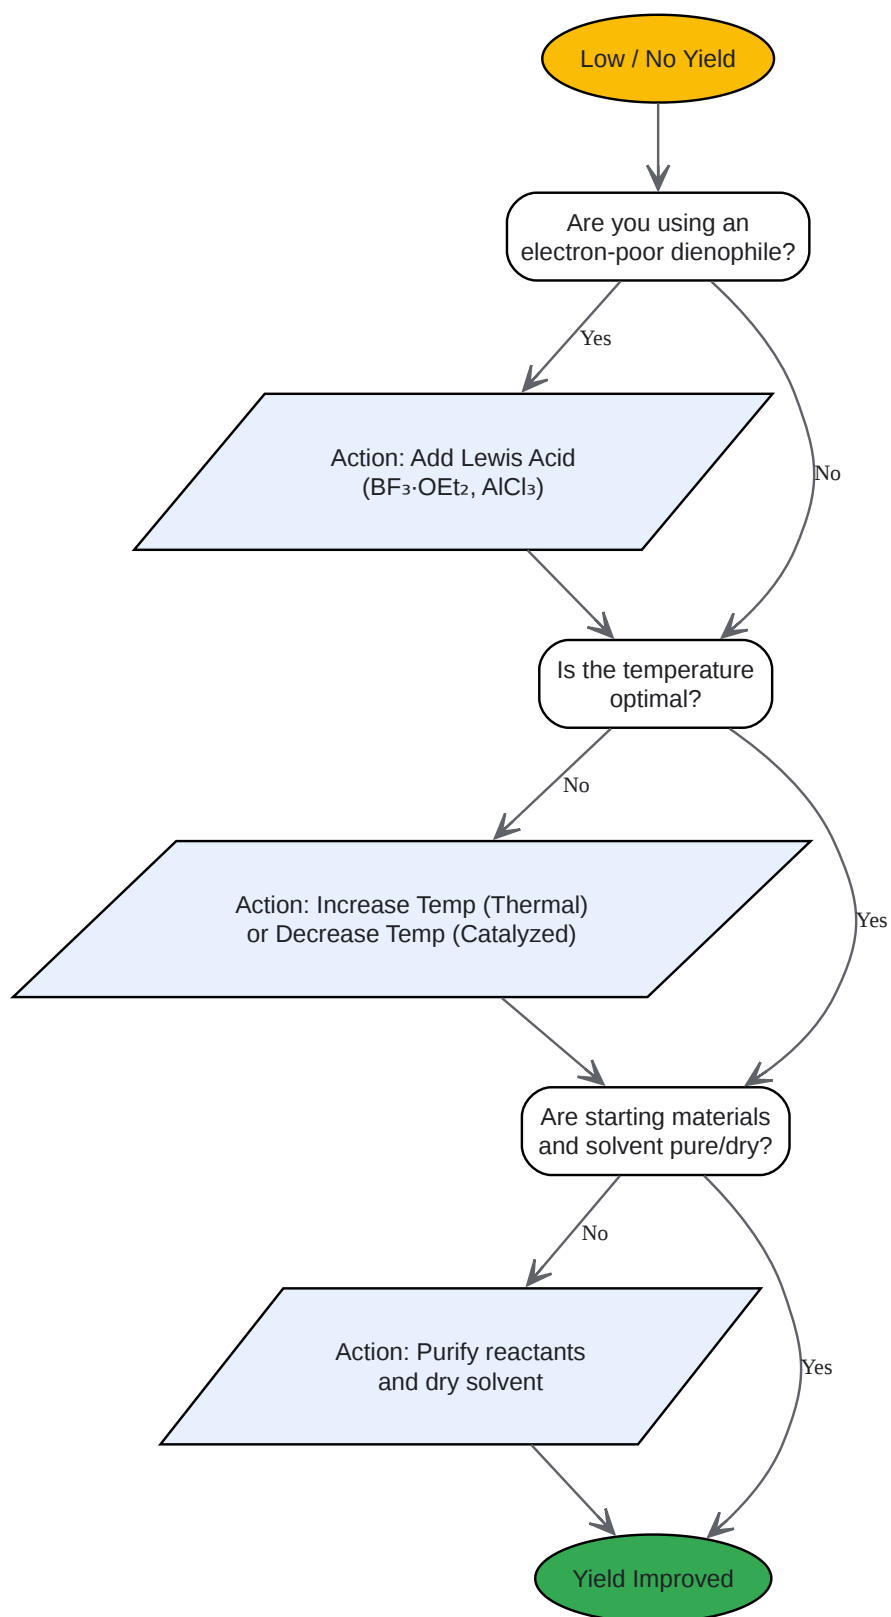 Low / No Yield
Are you using an
electron-poor dienophile?
Yes
No
Action: Add Lewis Acid
(BF₃·OEt₂, AlCl₃)
Is the temperature
optimal?
No
Yes
Action: Increase Temp (Thermal)
or Decrease Temp (Catalyzed)
Are starting materials
and solvent pure/dry?
No
Yes
Action: Purify reactants
and dry solvent
Yield Improved